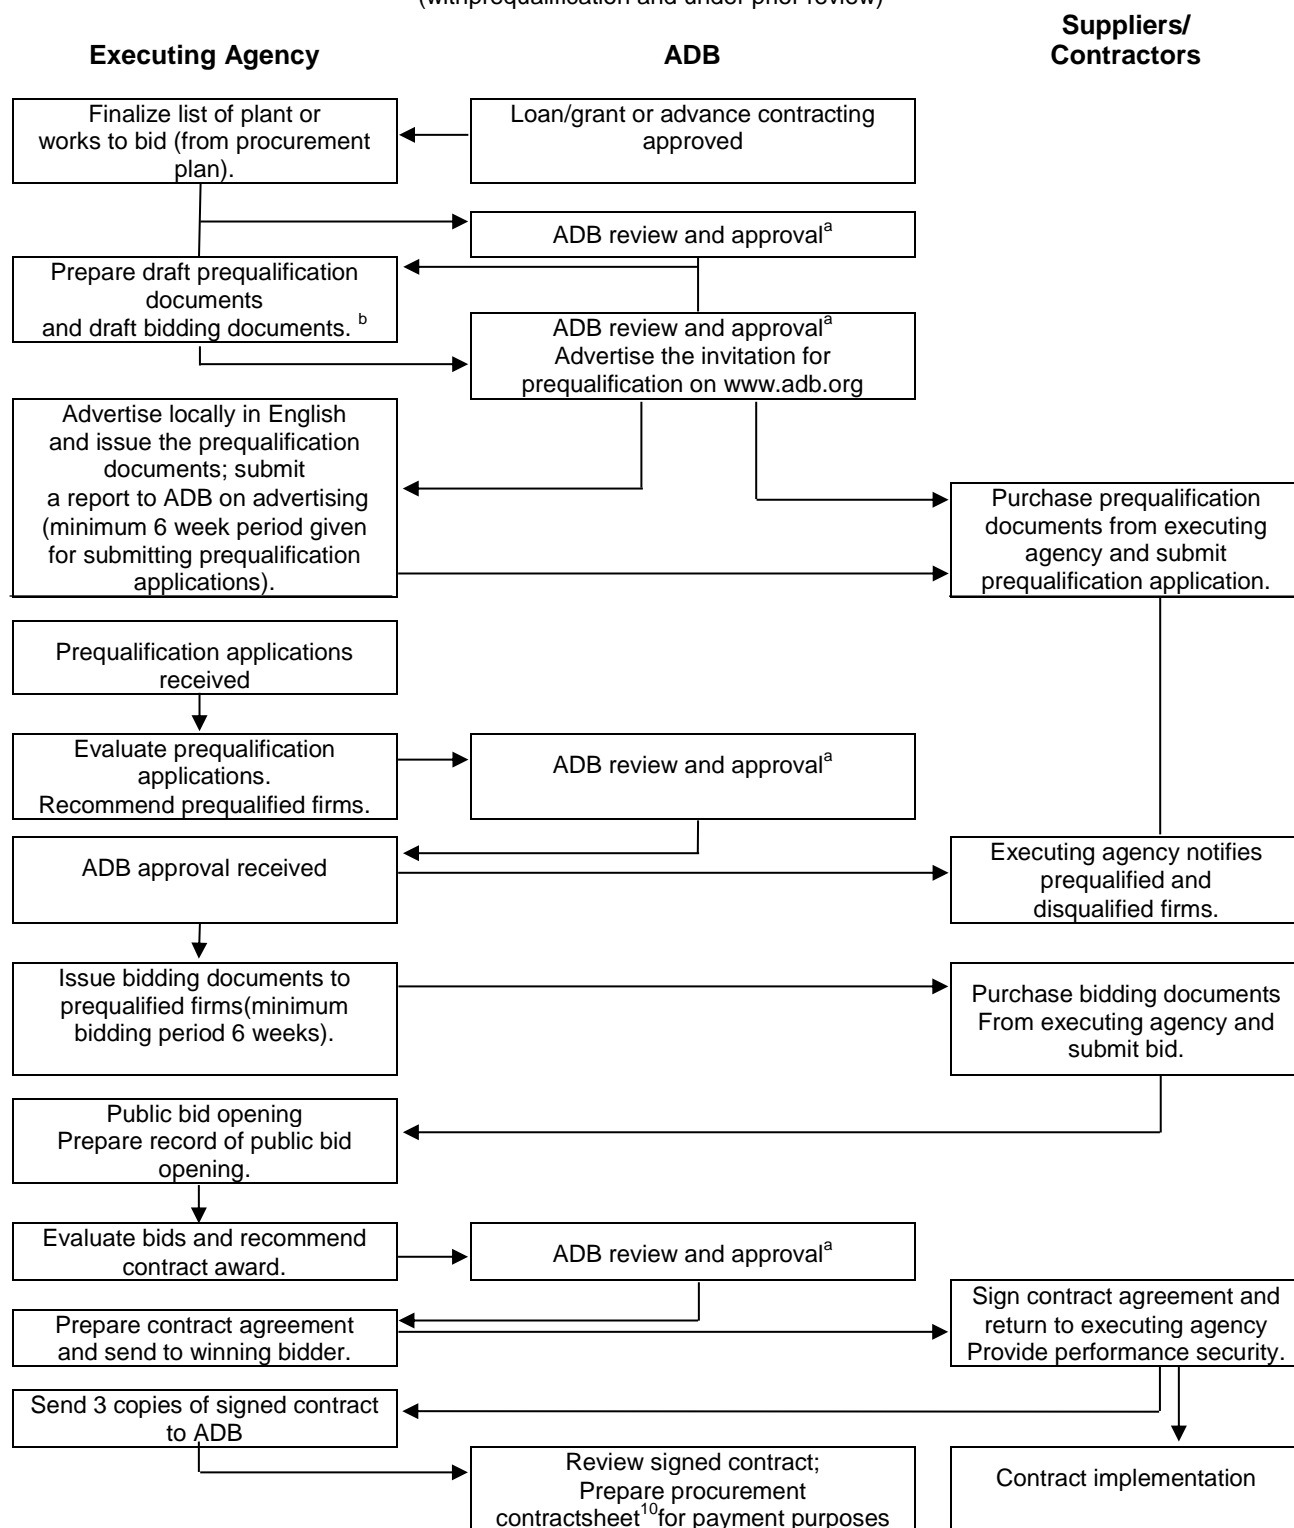 (withprequalification and under prior review)
Suppliers/
Executing Agency
ADB
Contractors
Finalize list of plant or
works to bid (from procurement
plan).
Loan/grant or advance contracting
approved
ADB review and approvalᵃ
Prepare draft prequalification
documents
and draft bidding documents. ᵇ
ADB review and approvalᵃ
Advertise the invitation for
prequalification on www.adb.org
Advertise locally in English
and issue the prequalification
documents; submit
a report to ADB on advertising
(minimum 6 week period given
for submitting prequalification
applications).
Purchase prequalification
documents from executing
agency and submit
prequalification application.
Prequalification applications
received
Evaluate prequalification
applications.
Recommend prequalified firms.
ADB review and approvalᵃ
ADB approval received
Executing agency notifies
prequalified and
disqualified firms.
Issue bidding documents to
prequalified firms(minimum
bidding period 6 weeks).
Purchase bidding documents
From executing agency and
submit bid.
Public bid opening
Prepare record of public bid
opening.
Evaluate bids and recommend
contract award.
ADB review and approvalᵃ
Prepare contract agreement
and send to winning bidder.
Sign contract agreement and
return to executing agency
Provide performance security.
Send 3 copies of signed contract
to ADB
Review signed contract;
Prepare procurement
contractsheet¹⁰for payment purposes
Contract implementation